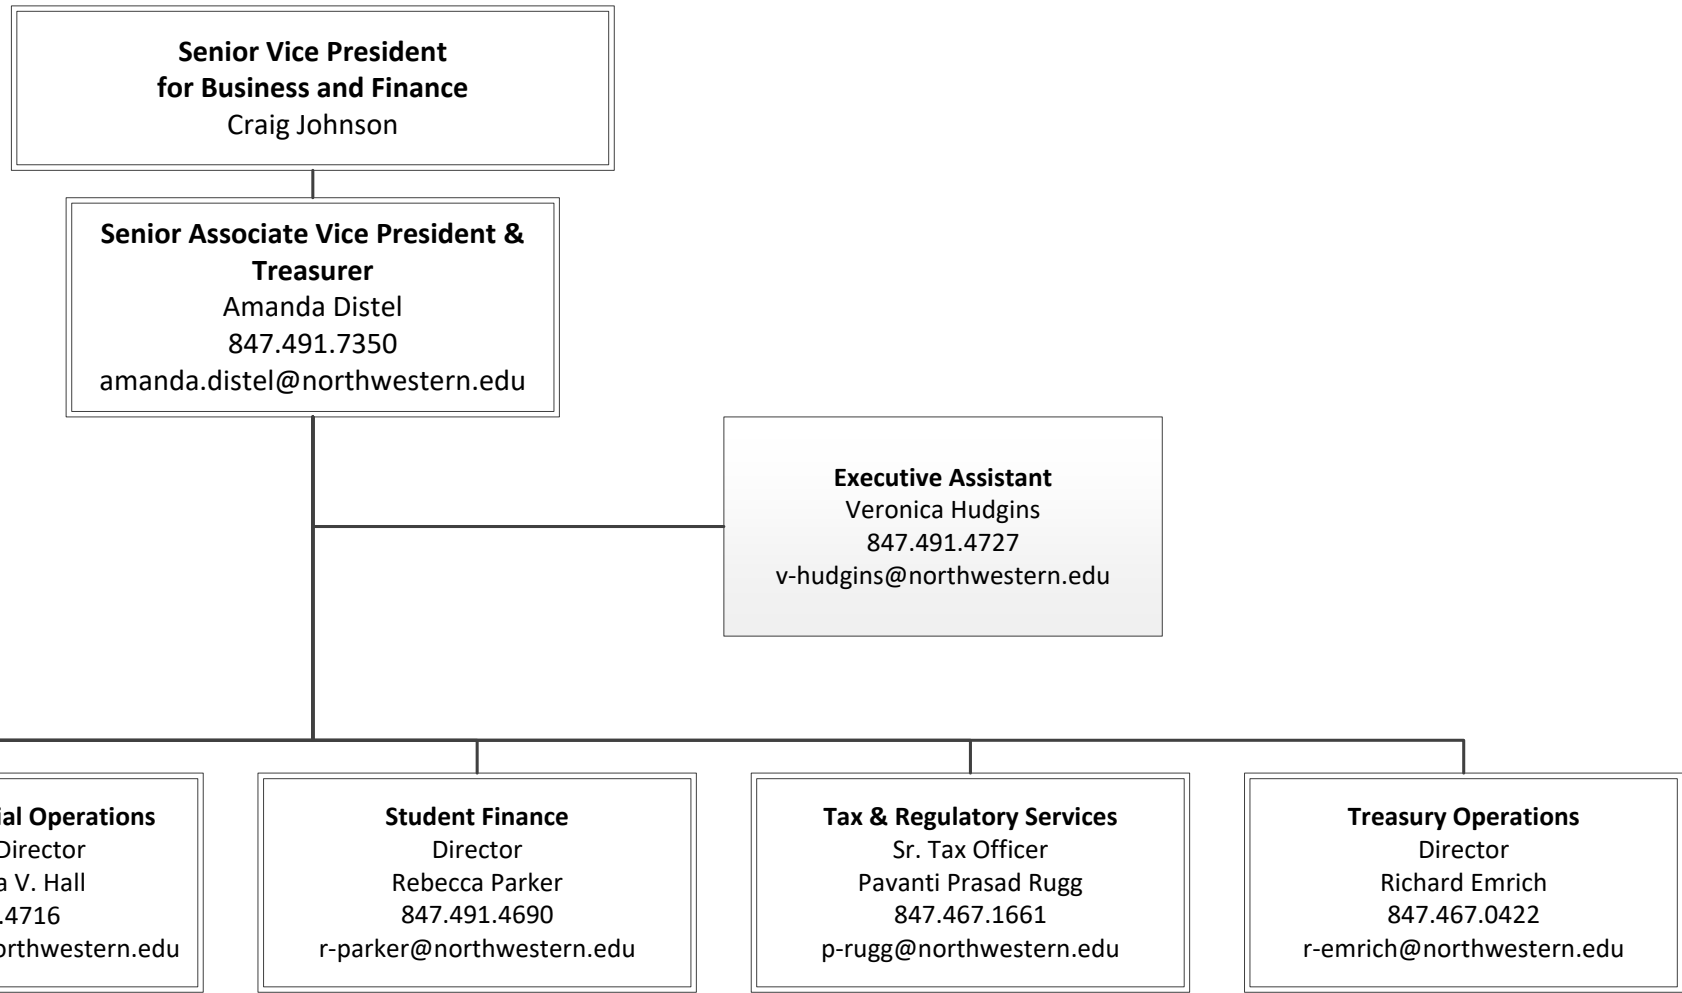 Senior Vice President
for Business and Finance
Craig Johnson
Senior Associate Vice President &
Treasurer
Amanda Distel
847.491.7350
amanda.distel@northwestern.edu
Executive Assistant
Veronica Hudgins
847.491.4727
v-hudgins@northwestern.edu
Operations
Director
V. Hall
.4716
Student Finance
Director
Rebecca Parker
847.491.4690
r-parker@northwestern.edu
Tax & Regulatory Services
Sr. Tax Officer
Pavanti Prasad Rugg
847.467.1661
p-rugg@northwestern.edu
Treasury Operations
Director
Richard Emrich
847.467.0422
r-emrich@northwestern.edu